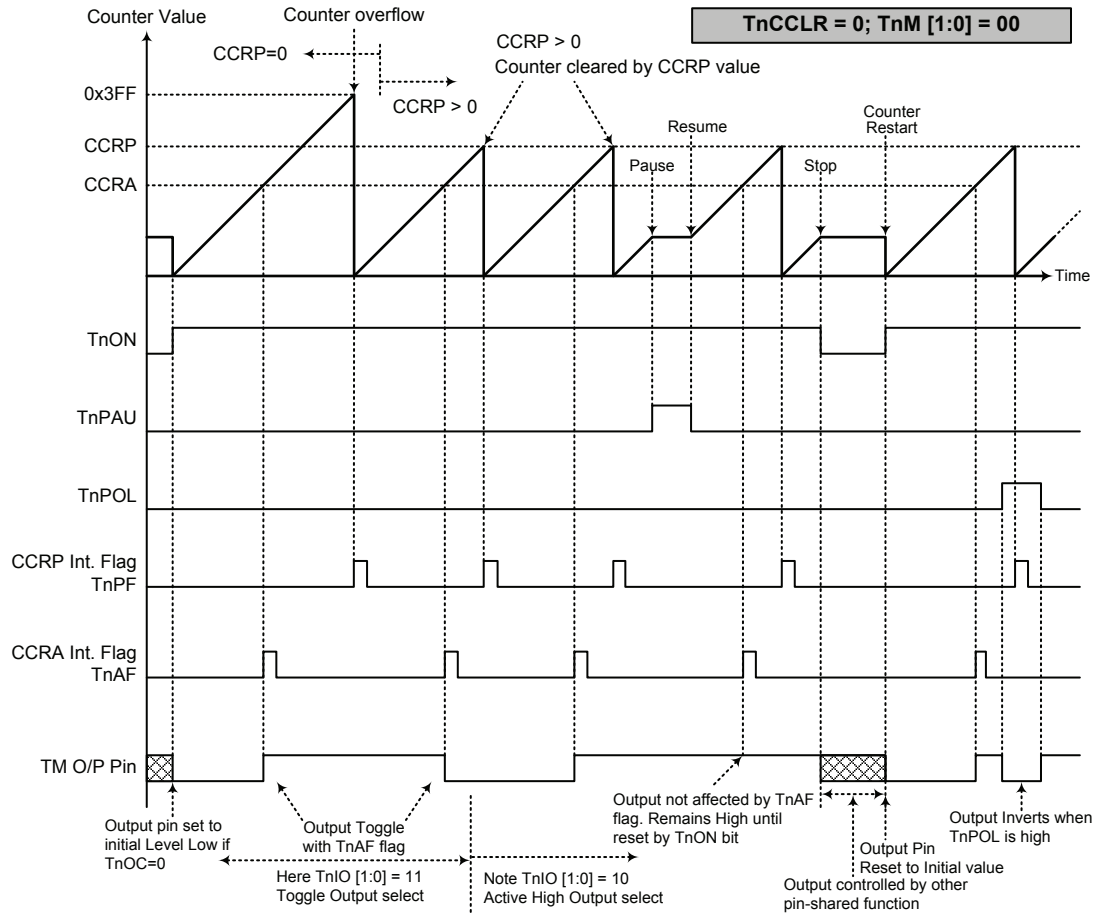 Counter Value
Counter overflow
TnCCLR = 0; TnM [1:0] = 00
CCRP=0
CCRP > 0
CCRP > 0
Counter cleared by CCRP value
0x3FF
CCRP
CCRA
Pause
Resume
Stop
Counter
Restart
Time
TnON
TnPAU
TnPOL
CCRP Int. Flag
TnPF
CCRA Int. Flag
TnAF
TM O/P Pin
Output pin set to
initial Level Low if
TnOC=0
Output Toggle
with TnAF flag
Here TnIO [1:0] = 11
Toggle Output select
Note TnIO [1:0] = 10
Active High Output select
Output not affected by TnAF
flag. Remains High until
reset by TnON bit
Output Pin
Reset to Initial value
Output controlled by other
pin-shared function
Output Inverts when
TnPOL is high